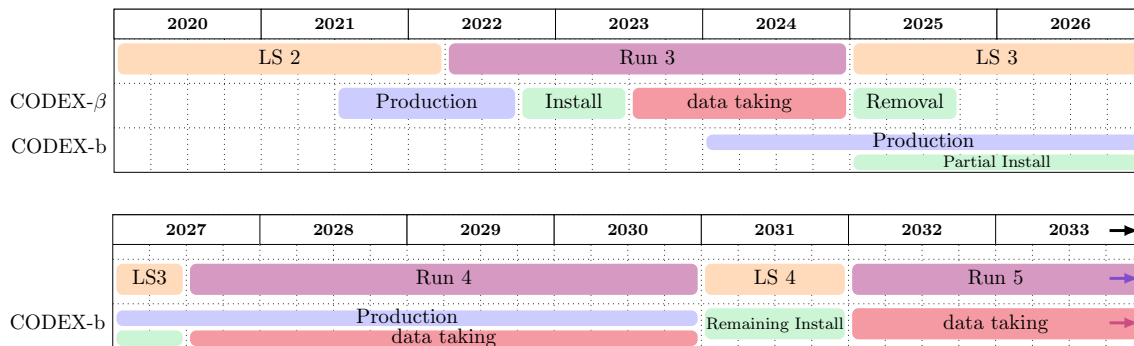 2020 2021 2022 2023 2024 2025 2026
LS 2 Run 3 LS 3
CODEX-β Production Install data taking Removal
CODEX-b Production
Partial Install
2027 2028 2029 2030 2031 2032 2033
LS3 Run 4 LS 4 Run 5
CODEX-b Production Remaining Install data taking
data taking